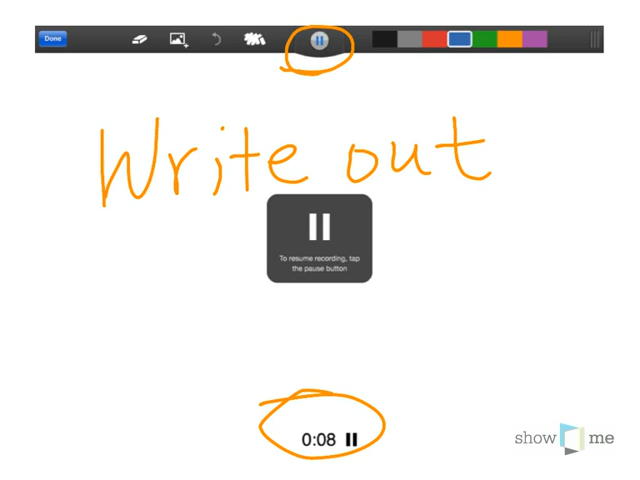 Done
Write out
To resume recording, tap
the pause button
0:08
show me